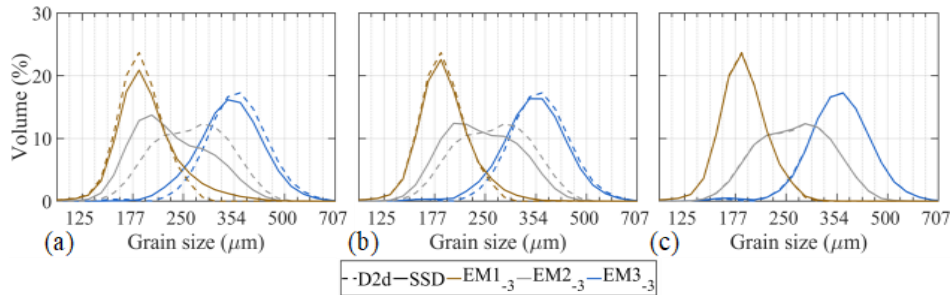 30
20
10
0
Volume (%)
125 177 250 354 500 707
125 177 250 354 500 707
125 177 250 354 500 707
(a) Grain size (μm)
(b) Grain size (μm)
(c) Grain size (μm)
D2d SSD EM1-3 EM2-3 EM3-3